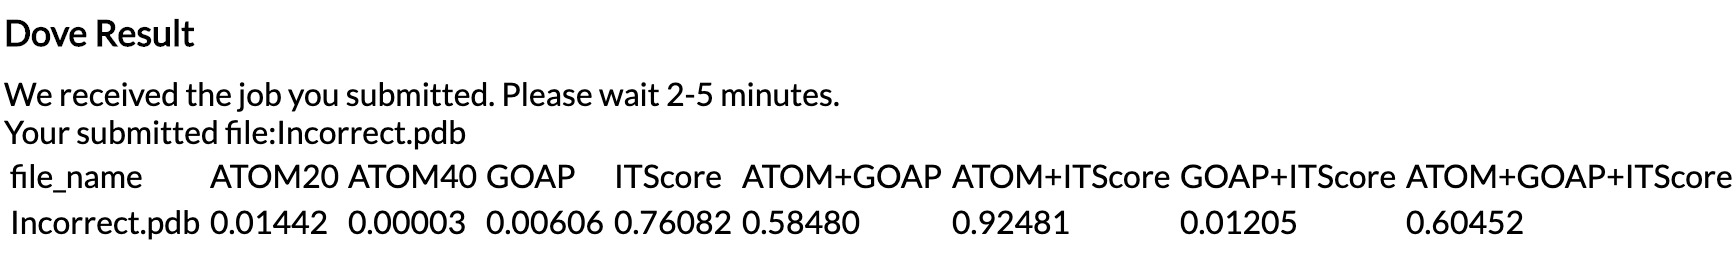 Dove Result
We received the job you submitted. Please wait 2-5 minutes.
Your submitted file:Incorrect.pdb
file_name ATOM20 ATOM40 GOAP ITScore ATOM+GOAP ATOM+ITScore GOAP+ITScore ATOM+GOAP+ITScore
Incorrect.pdb 0.01442 0.00003 0.00606 0.76082 0.58480 0.92481 0.01205 0.60452